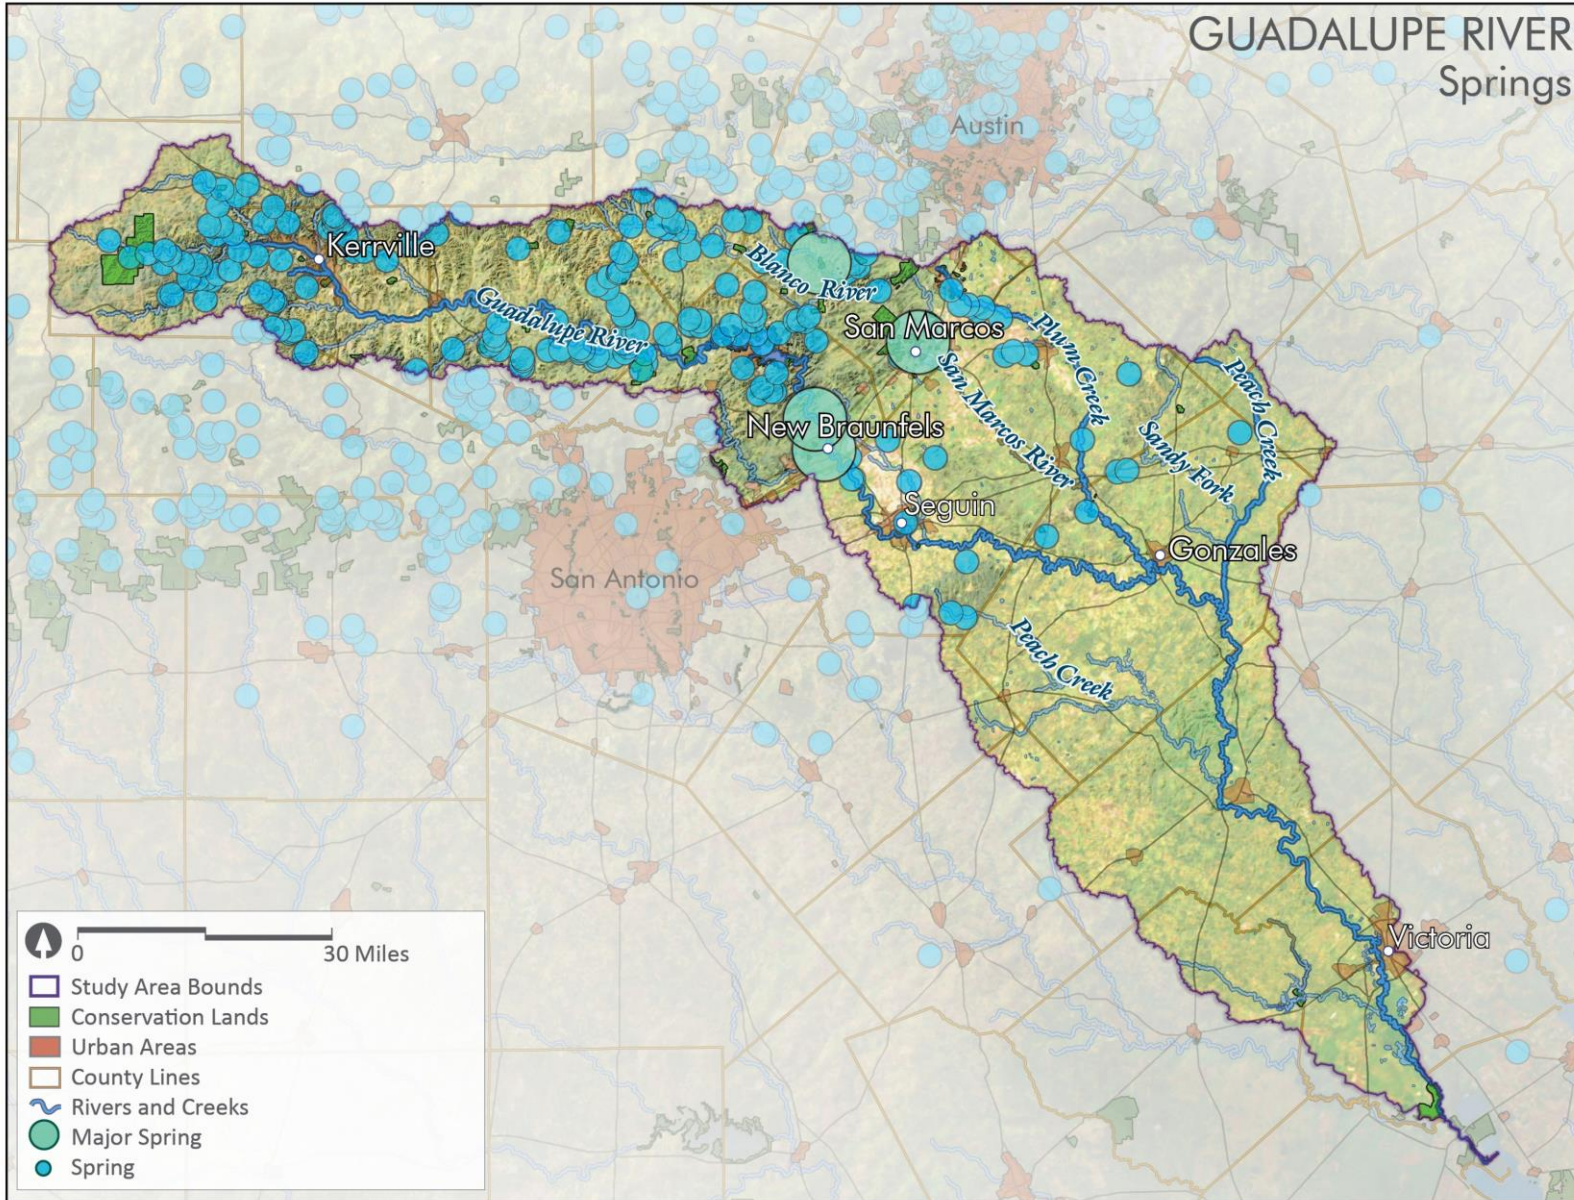 GUADALUPE RIVER
Springs
Austin
Kerrville
Blanco River
Guadalupe River
San Marcos
Plum Creek
Peach Creek
San Marcos River
New Braunfels
Sandy Fork
Seguin
Gonzales
San Antonio
Peach Creek
Victoria
0 30 Miles
Study Area Bounds
Conservation Lands
Urban Areas
County Lines
Rivers and Creeks
Major Spring
Spring